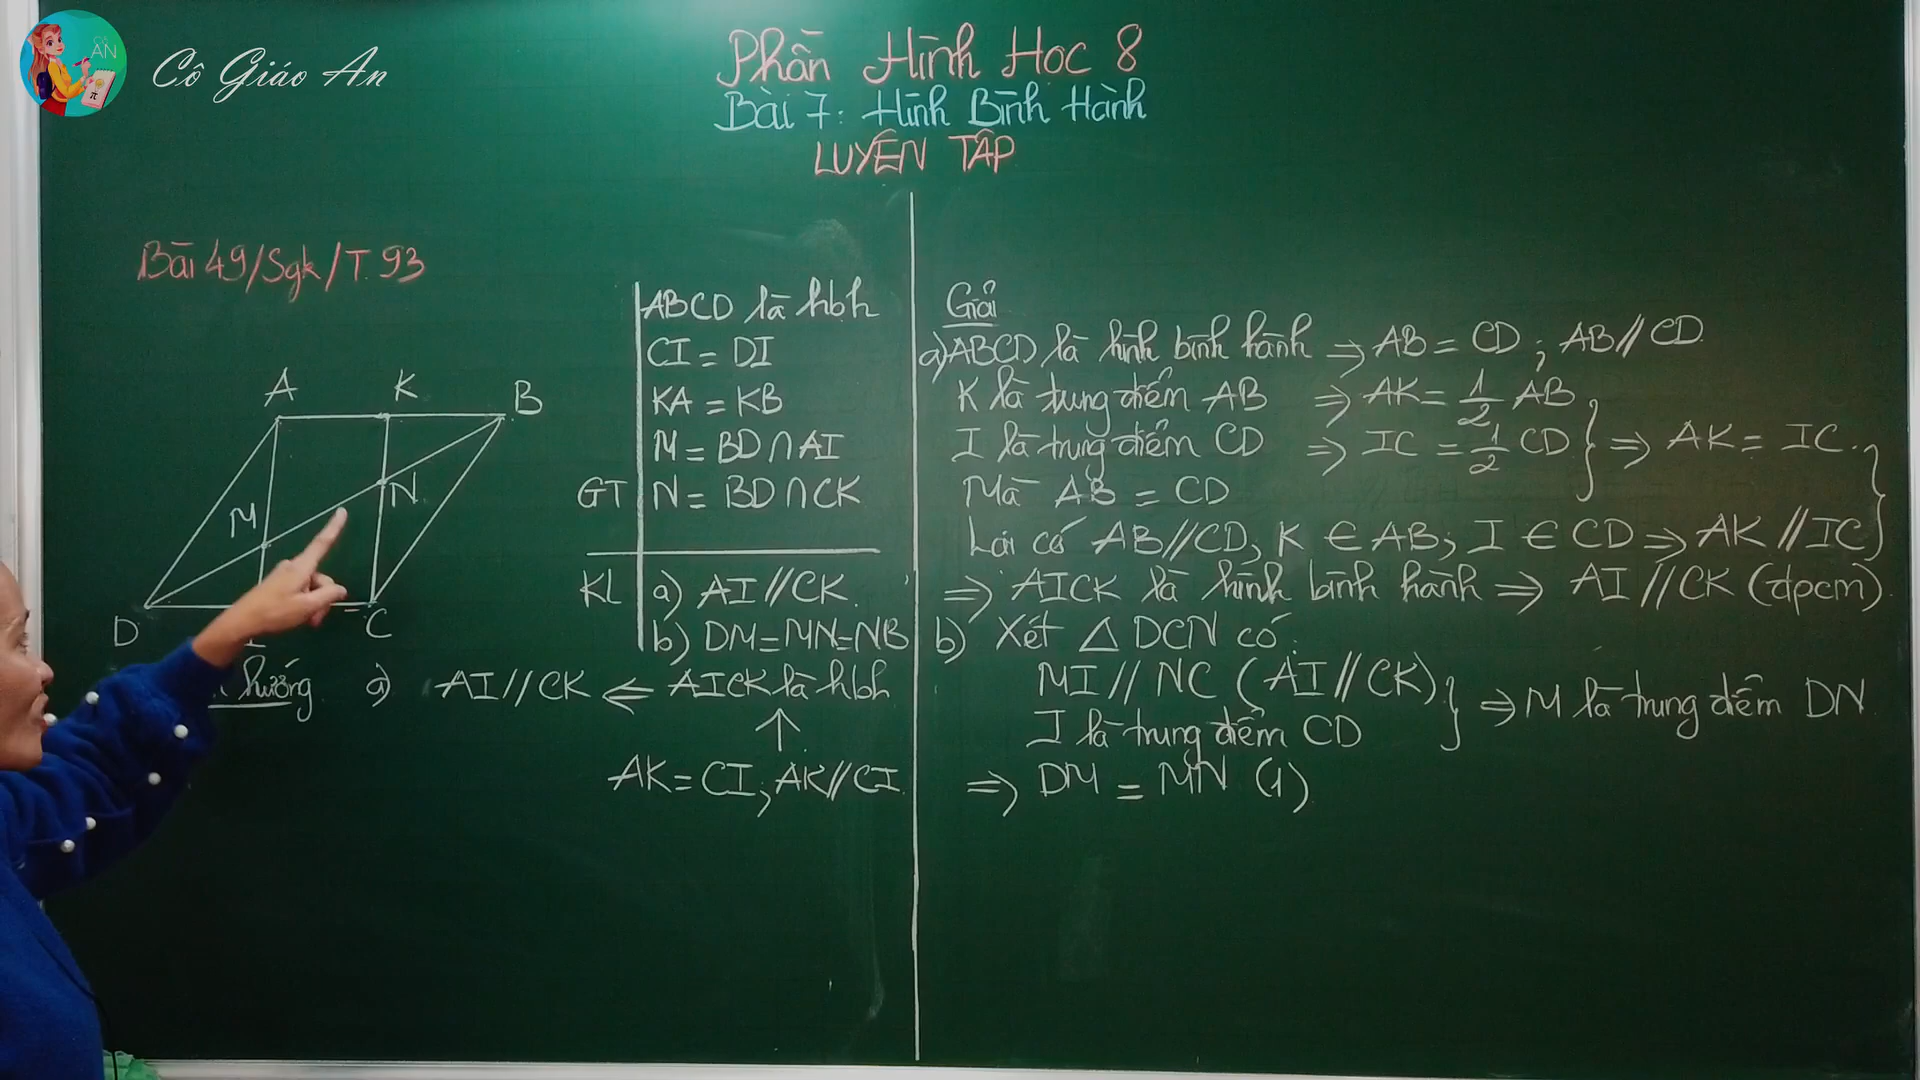 Cô Giáo An
Phần Hình Học 8
Bài 7: Hình Bình Hành
LUYỆN TẬP
Bài 49/Sgk/T.93
A K B
M N
D I C
ABCD là hbh
CI = DI
KA = KB
M = BD ∩ AI
GT N = BD ∩ CK
KL a) AI // CK.
b) DM = MN = NB
hướng a) AI // CK ⇐ AICK là hbh
⇑
AK = CI, AK // CI
Giải
a) ABCD là hình bình hành ⇒ AB = CD ; AB // CD.
K là trung điểm AB ⇒ AK = 1/2 AB
I là trung điểm CD ⇒ IC = 1/2 CD } ⇒ AK = IC.
Mà AB = CD
Lại có AB // CD, K ∈ AB, I ∈ CD ⇒ AK // IC }
⇒ AICK là hình bình hành ⇒ AI // CK (đpcm).
b) Xét △ DCN có:
MI // NC (AI // CK)
I là trung điểm CD } ⇒ M là trung điểm DN
⇒ DM = MN (1)